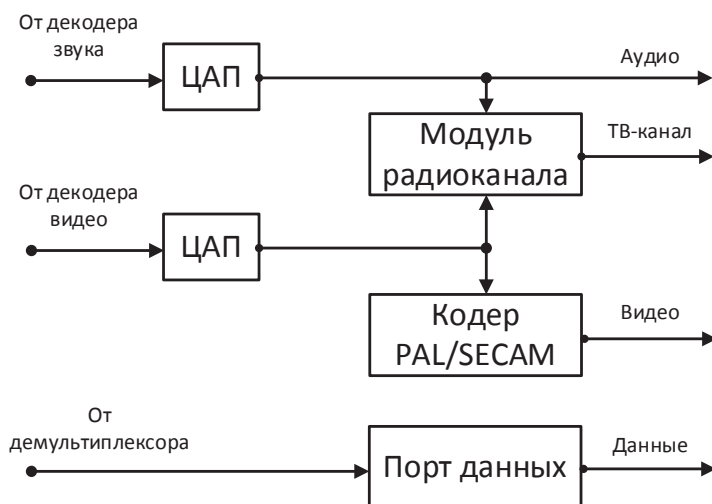 От декодера
звука
ЦАП
Аудио
Модуль
радиоканала
ТВ-канал
От декодера
видео
ЦАП
Кодер
PAL/SECAM
Видео
От
демультиплексора
Порт данных
Данные